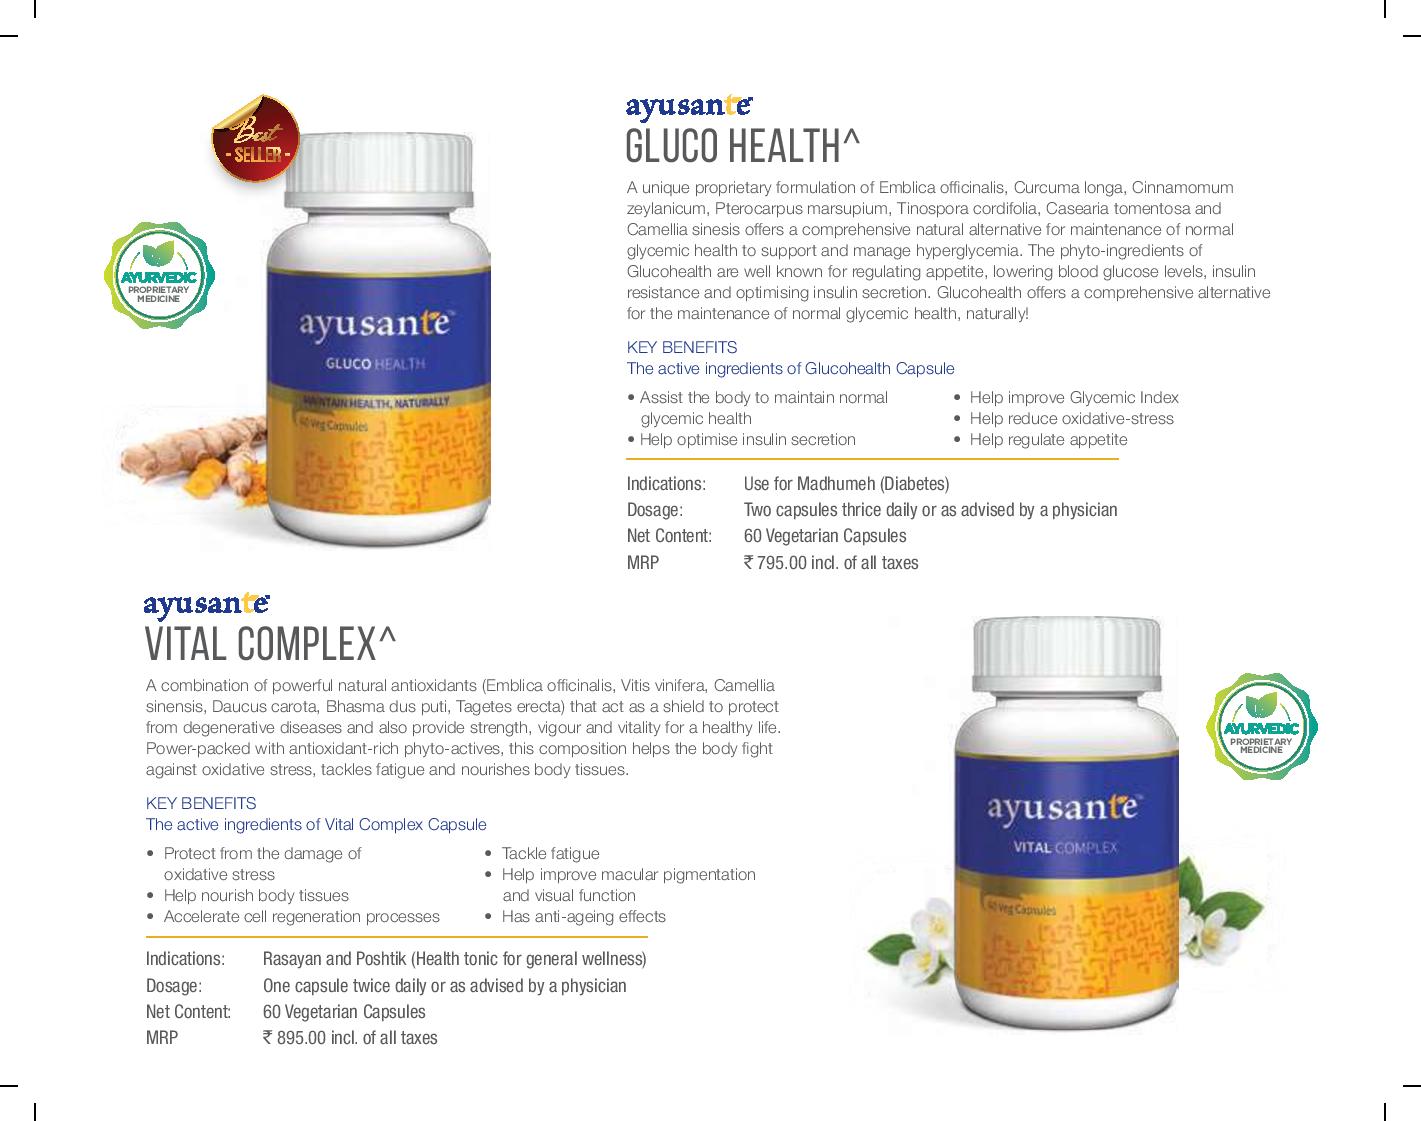 Best
- SELLER -
AYURVEDIC
PROPRIETARY
MEDICINE
ayusante™
GLUCO HEALTH
MAINTAIN HEALTH, NATURALLY
60 Veg Capsules
ayusante™
GLUCO HEALTH^
A unique proprietary formulation of Emblica officinalis, Curcuma longa, Cinnamomum
zeylanicum, Pterocarpus marsupium, Tinospora cordifolia, Casearia tomentosa and
Camellia sinesis offers a comprehensive natural alternative for maintenance of normal
glycemic health to support and manage hyperglycemia. The phyto-ingredients of
Glucohealth are well known for regulating appetite, lowering blood glucose levels, insulin
resistance and optimising insulin secretion. Glucohealth offers a comprehensive alternative
for the maintenance of normal glycemic health, naturally!
KEY BENEFITS
The active ingredients of Glucohealth Capsule
• Assist the body to maintain normal
glycemic health
• Help optimise insulin secretion
• Help improve Glycemic Index
• Help reduce oxidative-stress
• Help regulate appetite
Indications: Use for Madhumeh (Diabetes)
Dosage: Two capsules thrice daily or as advised by a physician
Net Content: 60 Vegetarian Capsules
MRP ₹ 795.00 incl. of all taxes
ayusante™
VITAL COMPLEX^
A combination of powerful natural antioxidants (Emblica officinalis, Vitis vinifera, Camellia
sinensis, Daucus carota, Bhasma dus puti, Tagetes erecta) that act as a shield to protect
from degenerative diseases and also provide strength, vigour and vitality for a healthy life.
Power-packed with antioxidant-rich phyto-actives, this composition helps the body fight
against oxidative stress, tackles fatigue and nourishes body tissues.
KEY BENEFITS
The active ingredients of Vital Complex Capsule
• Protect from the damage of
oxidative stress
• Help nourish body tissues
• Accelerate cell regeneration processes
• Tackle fatigue
• Help improve macular pigmentation
and visual function
• Has anti-ageing effects
Indications: Rasayan and Poshtik (Health tonic for general wellness)
Dosage: One capsule twice daily or as advised by a physician
Net Content: 60 Vegetarian Capsules
MRP ₹ 895.00 incl. of all taxes
ayusante™
VITAL COMPLEX
60 Veg Capsules
AYURVEDIC
PROPRIETARY
MEDICINE